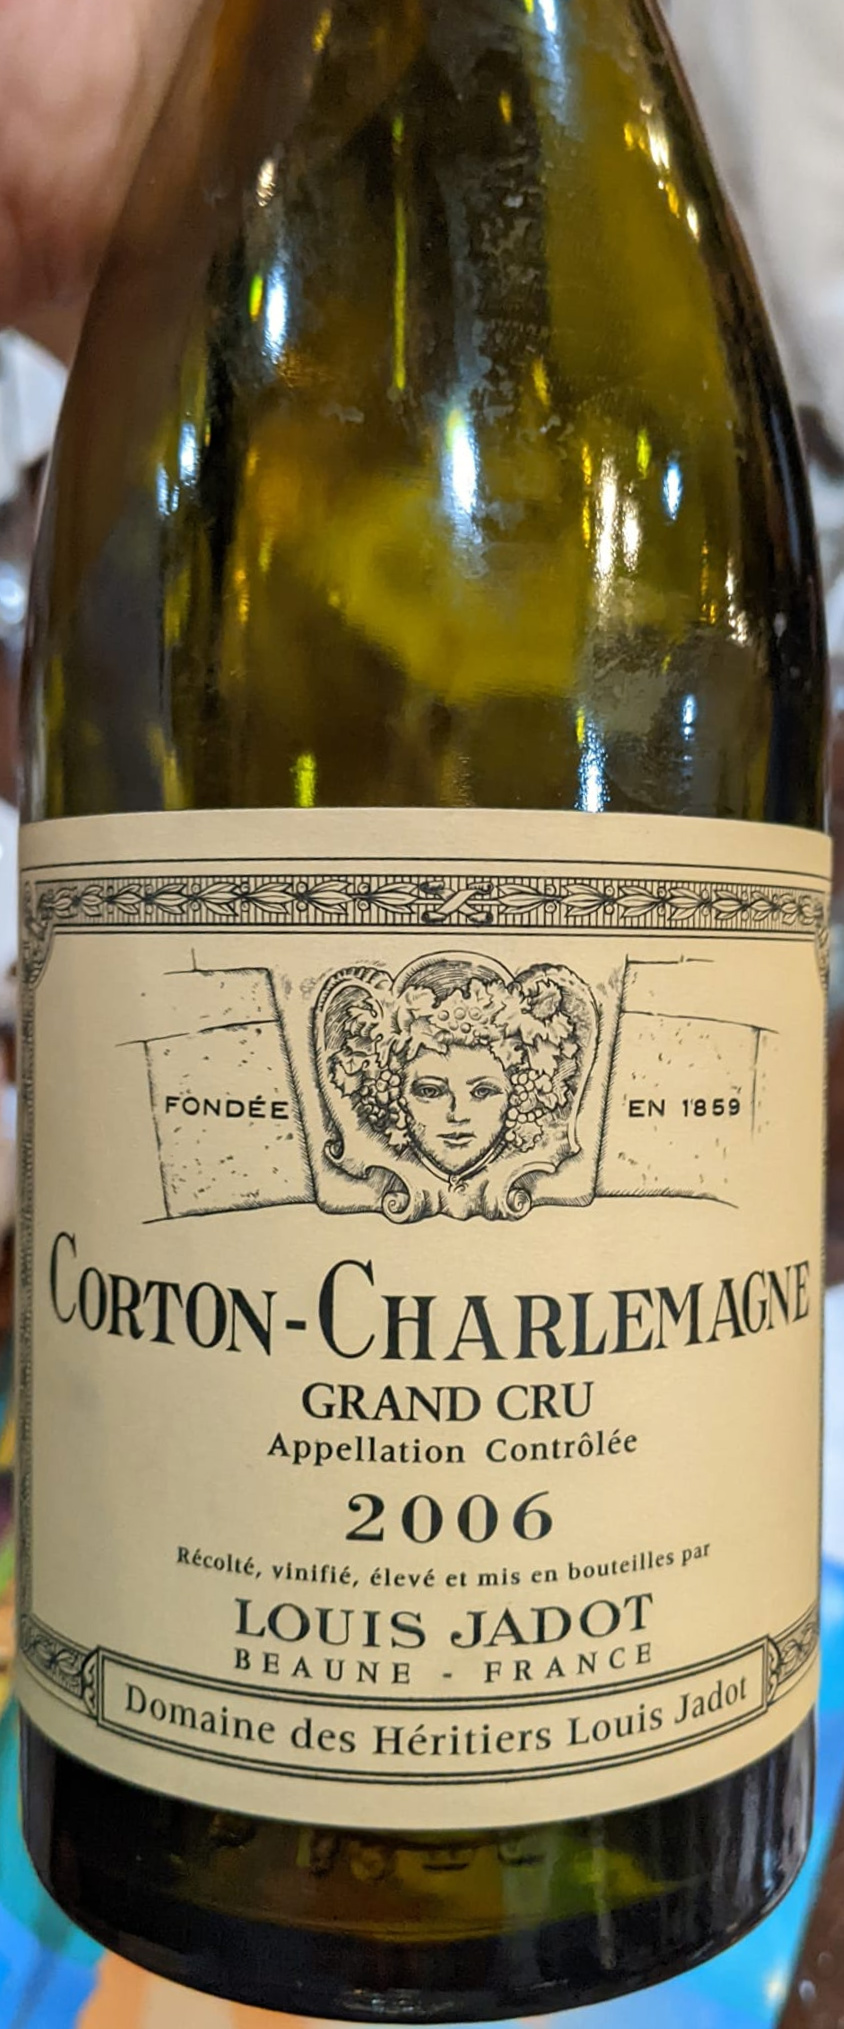 FONDÉE EN 1859
CORTON-CHARLEMAGNE
GRAND CRU
Appellation Contrôlée
2006
Récolté, vinifié, élevé et mis en bouteilles par
LOUIS JADOT
BEAUNE - FRANCE
Domaine des Héritiers Louis Jadot